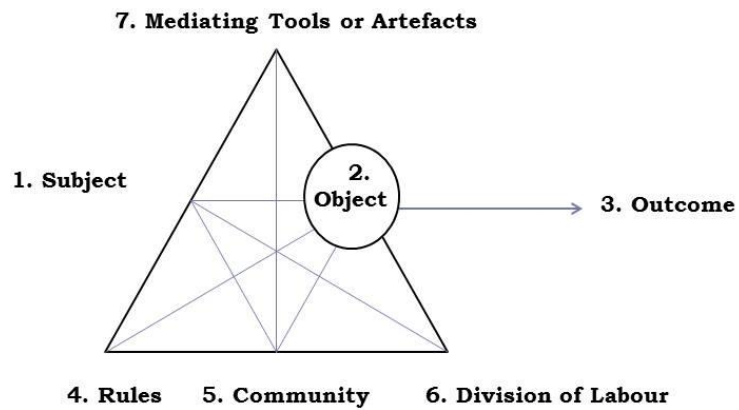 7. Mediating Tools or Artefacts
1. Subject
2.
Object
3. Outcome
4. Rules
5. Community
6. Division of Labour